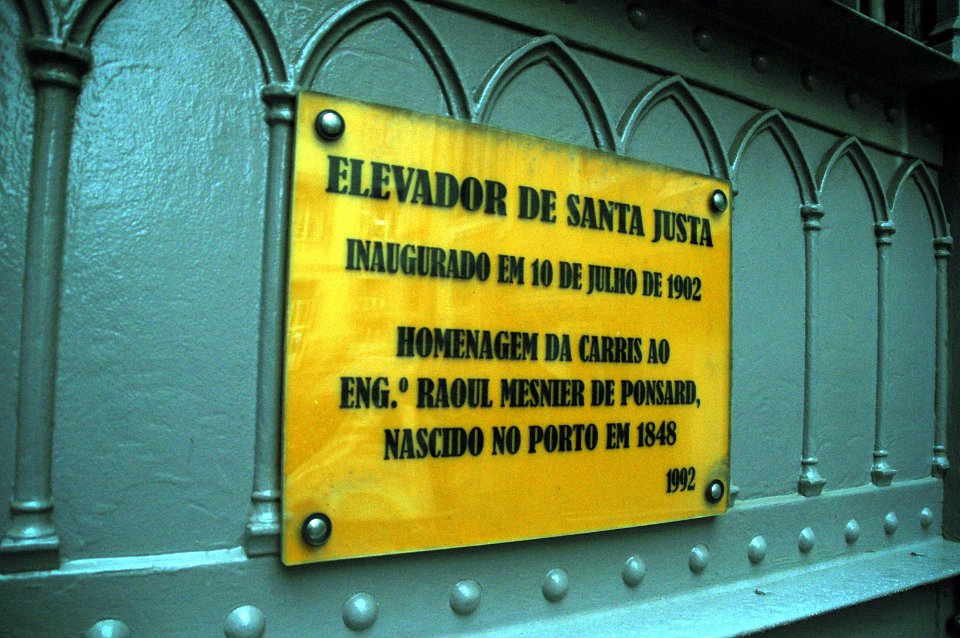 ELEVADOR DE SANTA JUSTA
INAUGURADO EM 10 DE JULHO DE 1902
HOMENAGEM DA CARRIS AO
ENG.º RAOUL MESNIER DE PONSARD,
NASCIDO NO PORTO EM 1848
1992